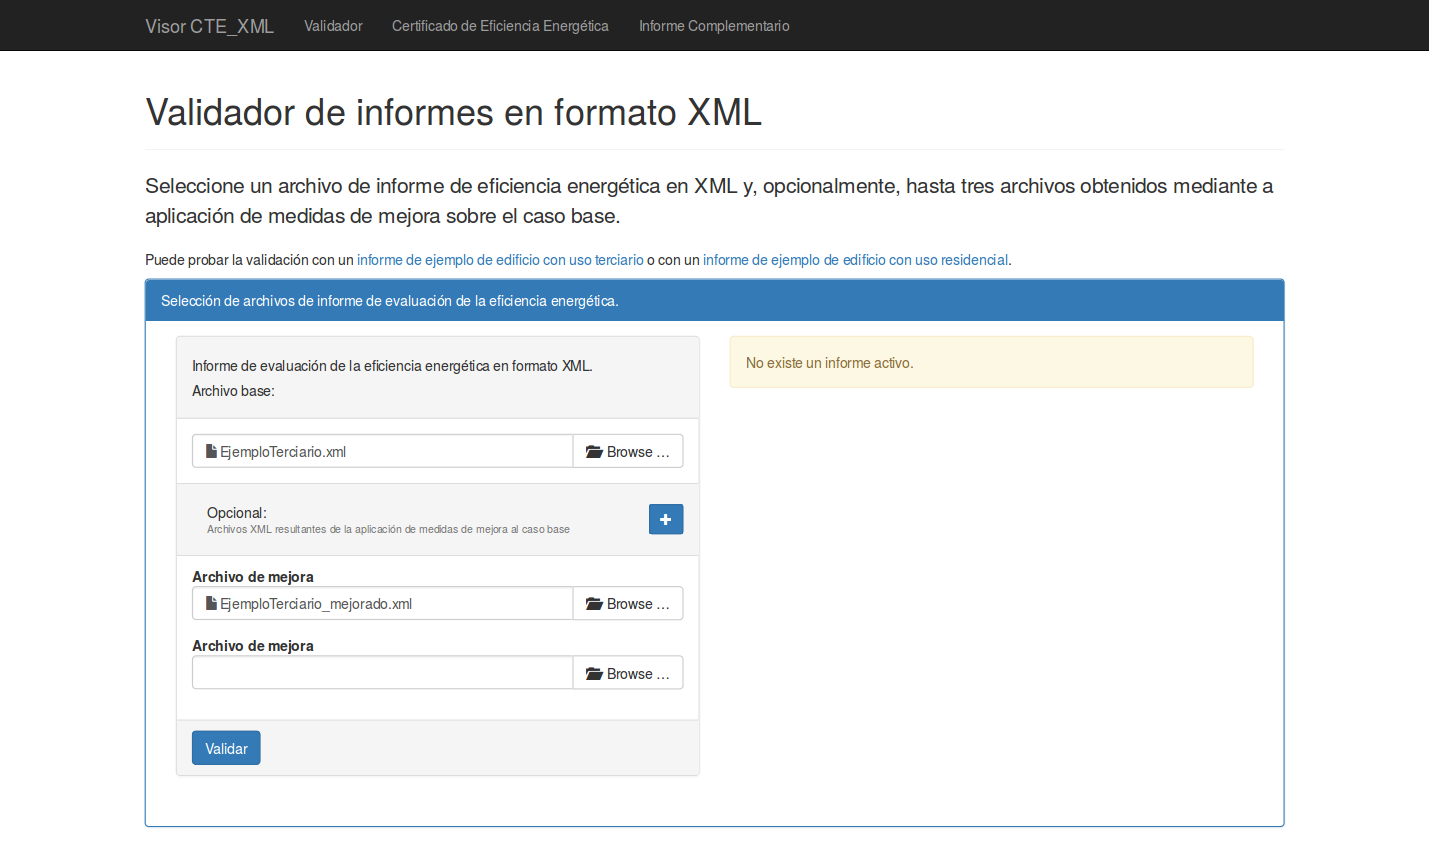 Visor CTE_XML Validador Certificado de Eficiencia Energética Informe Complementario
Validador de informes en formato XML
Seleccione un archivo de informe de eficiencia energética en XML y, opcionalmente, hasta tres archivos obtenidos mediante a
aplicación de medidas de mejora sobre el caso base.
Puede probar la validación con un informe de ejemplo de edificio con uso terciario o con un informe de ejemplo de edificio con uso residencial.
Selección de archivos de informe de evaluación de la eficiencia energética.
Informe de evaluación de la eficiencia energética en formato XML.
Archivo base:
EjemploTerciario.xml Browse ...
Opcional:
Archivos XML resultantes de la aplicación de medidas de mejora al caso base
Archivo de mejora
EjemploTerciario_mejorado.xml Browse ...
Archivo de mejora
Browse ...
Validar
No existe un informe activo.